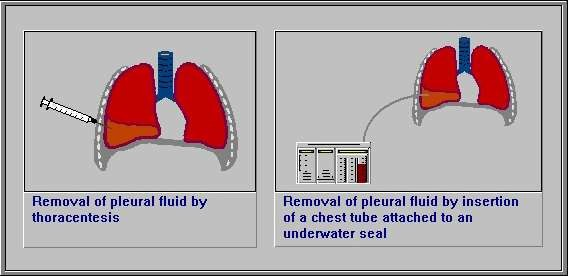 Removal of pleural fluid by
thoracentesis
Removal of pleural fluid by insertion
of a chest tube attached to an
underwater seal